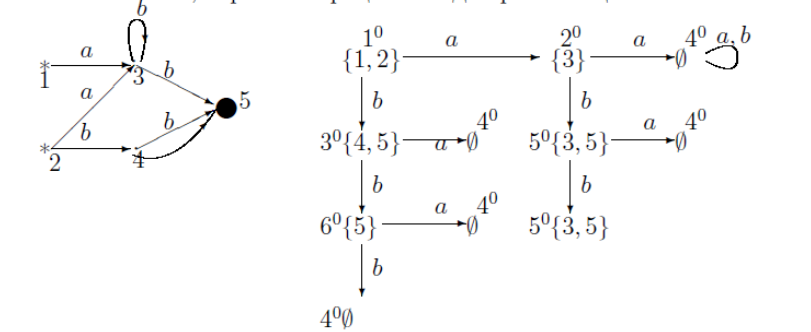 b
a
a
b
b
b
* 1
3
5
* 2
4
1⁰ a 2⁰ a 4⁰ a, b
{1, 2} {3} ∅
b b
3⁰{4, 5} a ∅ 4⁰ 5⁰{3, 5} a ∅ 4⁰
b b
6⁰{5} a ∅ 4⁰ 5⁰{3, 5}
b
4⁰∅